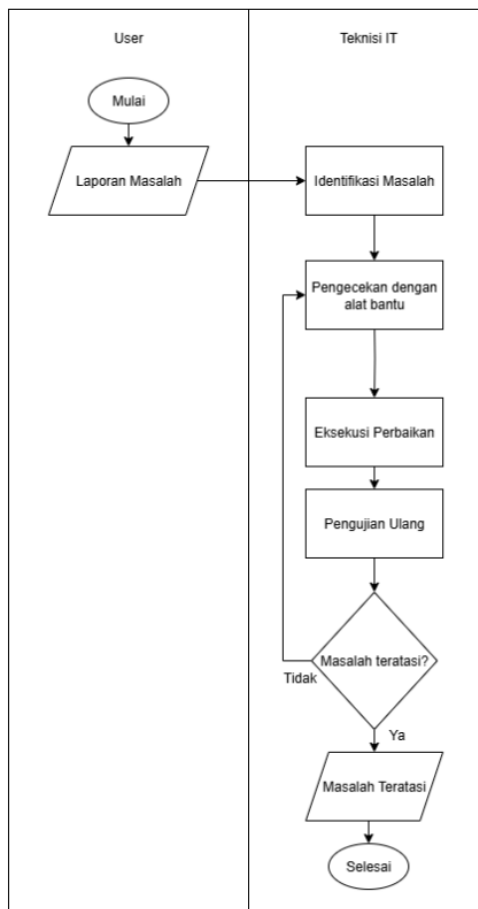 User
Teknisi IT
Mulai
Laporan Masalah
Identifikasi Masalah
Pengecekan dengan
alat bantu
Eksekusi Perbaikan
Pengujian Ulang
Masalah teratasi?
Tidak
Ya
Masalah Teratasi
Selesai